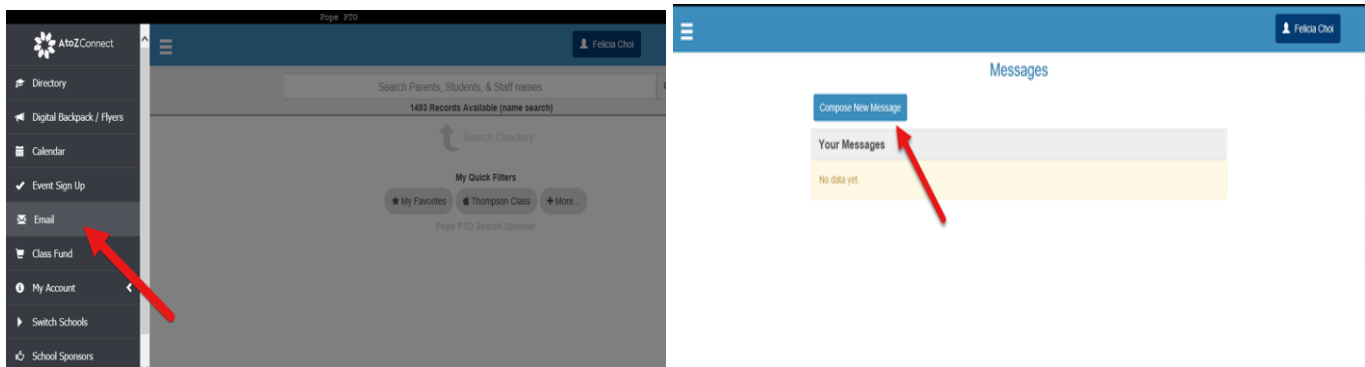 Pope PTO
AtoZConnect
Felicia Choi
Directory
Digital Backpack / Flyers
Calendar
Event Sign Up
Email
Class Fund
My Account
Switch Schools
School Sponsors
Search Parents, Students, & Staff names
1493 Records Available (name search)
Search Directory
My Quick Filters
My Favorites Thompson Class +More...
Pope PTO Search Sponsor
Felicia Choi
Messages
Compose New Message
Your Messages
No data yet.